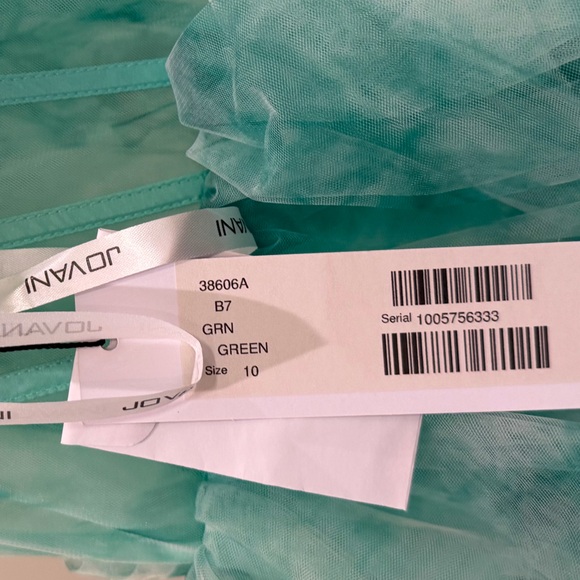 JOVANI
JOVANI
JOVANI
38606A
B7
GRN
GREEN
Size 10
Serial 1005756333